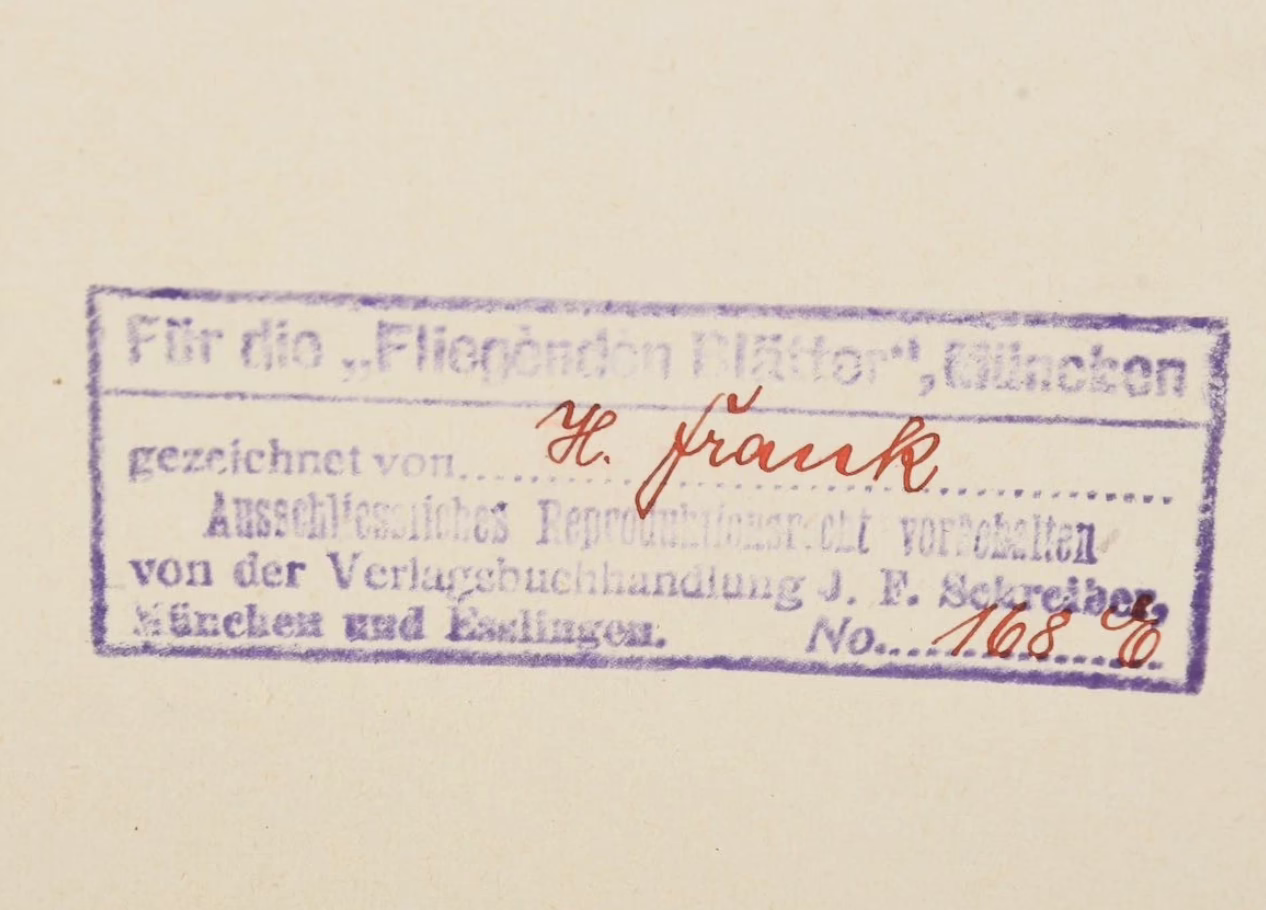 Für die „Fliegenden Blätter“, München
gezeichnet von H. Frank
Ausschliessliches Reproduktionsrecht vorbehalten
von der Verlagsbuchhandlung J. F. Schreiber,
München und Esslingen. No. 168